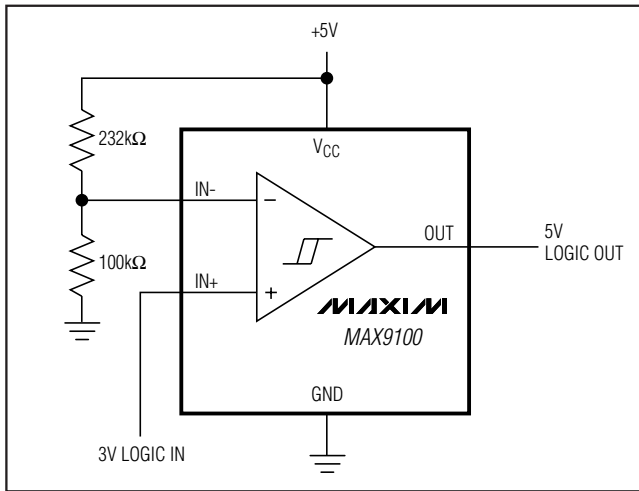 +5V
232kΩ
VCC
IN-
−
OUT
5V
LOGIC OUT
100kΩ
IN+
+
MAXIM
MAX9100
GND
3V LOGIC IN